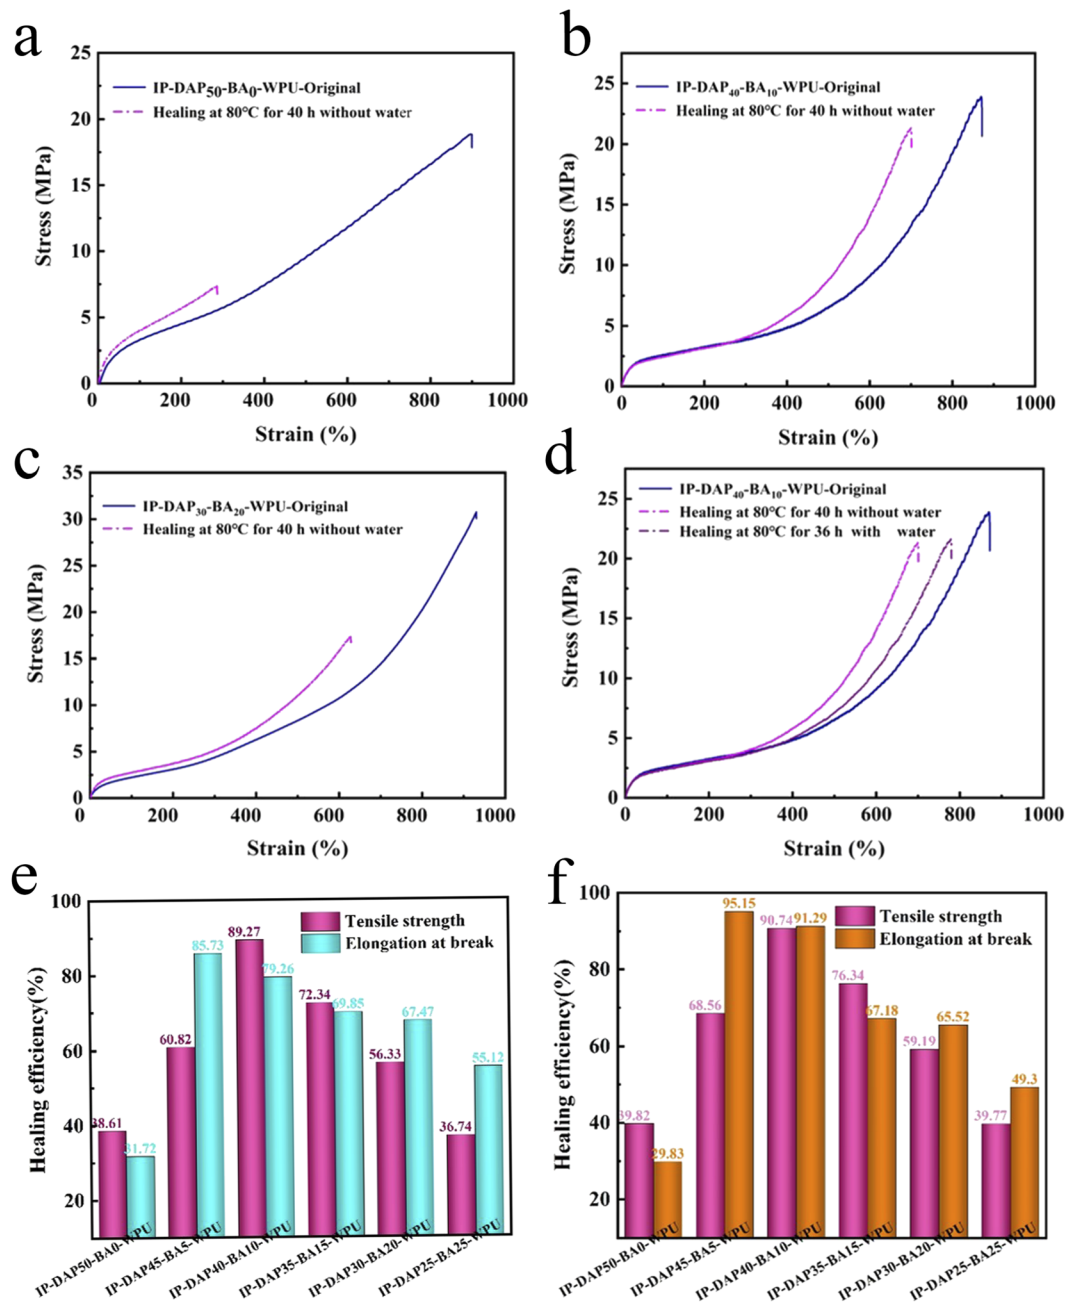 a
25
20
15
10
5
0
Stress (MPa)
IP-DAP50-BA0-WPU-Original
Healing at 80℃ for 40 h without water
0 200 400 600 800 1000
Strain (%)
b
25
20
15
10
5
0
Stress (MPa)
IP-DAP40-BA10-WPU-Original
Healing at 80℃ for 40 h without water
0 200 400 600 800 1000
Strain (%)
c
35
30
25
20
15
10
5
0
Stress (MPa)
IP-DAP30-BA20-WPU-Original
Healing at 80℃ for 40 h without water
0 200 400 600 800 1000
Strain (%)
d
25
20
15
10
5
0
Stress (MPa)
IP-DAP40-BA10-WPU-Original
Healing at 80℃ for 40 h without water
Healing at 80℃ for 36 h with water
0 200 400 600 800 1000
Strain (%)
e
100
80
60
40
20
Healing efficiency(%)
Tensile strength
Elongation at break
38.61
31.72
60.82
85.73
89.27
79.26
72.34
69.85
56.33
67.47
36.74
55.12
IP-DAP50-BA0-WPU
IP-DAP45-BA5-WPU
IP-DAP40-BA10-WPU
IP-DAP35-BA15-WPU
IP-DAP30-BA20-WPU
IP-DAP25-BA25-WPU
f
100
80
60
40
20
Healing efficiency(%)
Tensile strength
Elongation at break
39.82
29.83
68.56
95.15
90.74
91.29
76.34
67.18
59.19
65.52
39.77
49.3
IP-DAP50-BA0-WPU
IP-DAP45-BA5-WPU
IP-DAP40-BA10-WPU
IP-DAP35-BA15-WPU
IP-DAP30-BA20-WPU
IP-DAP25-BA25-WPU